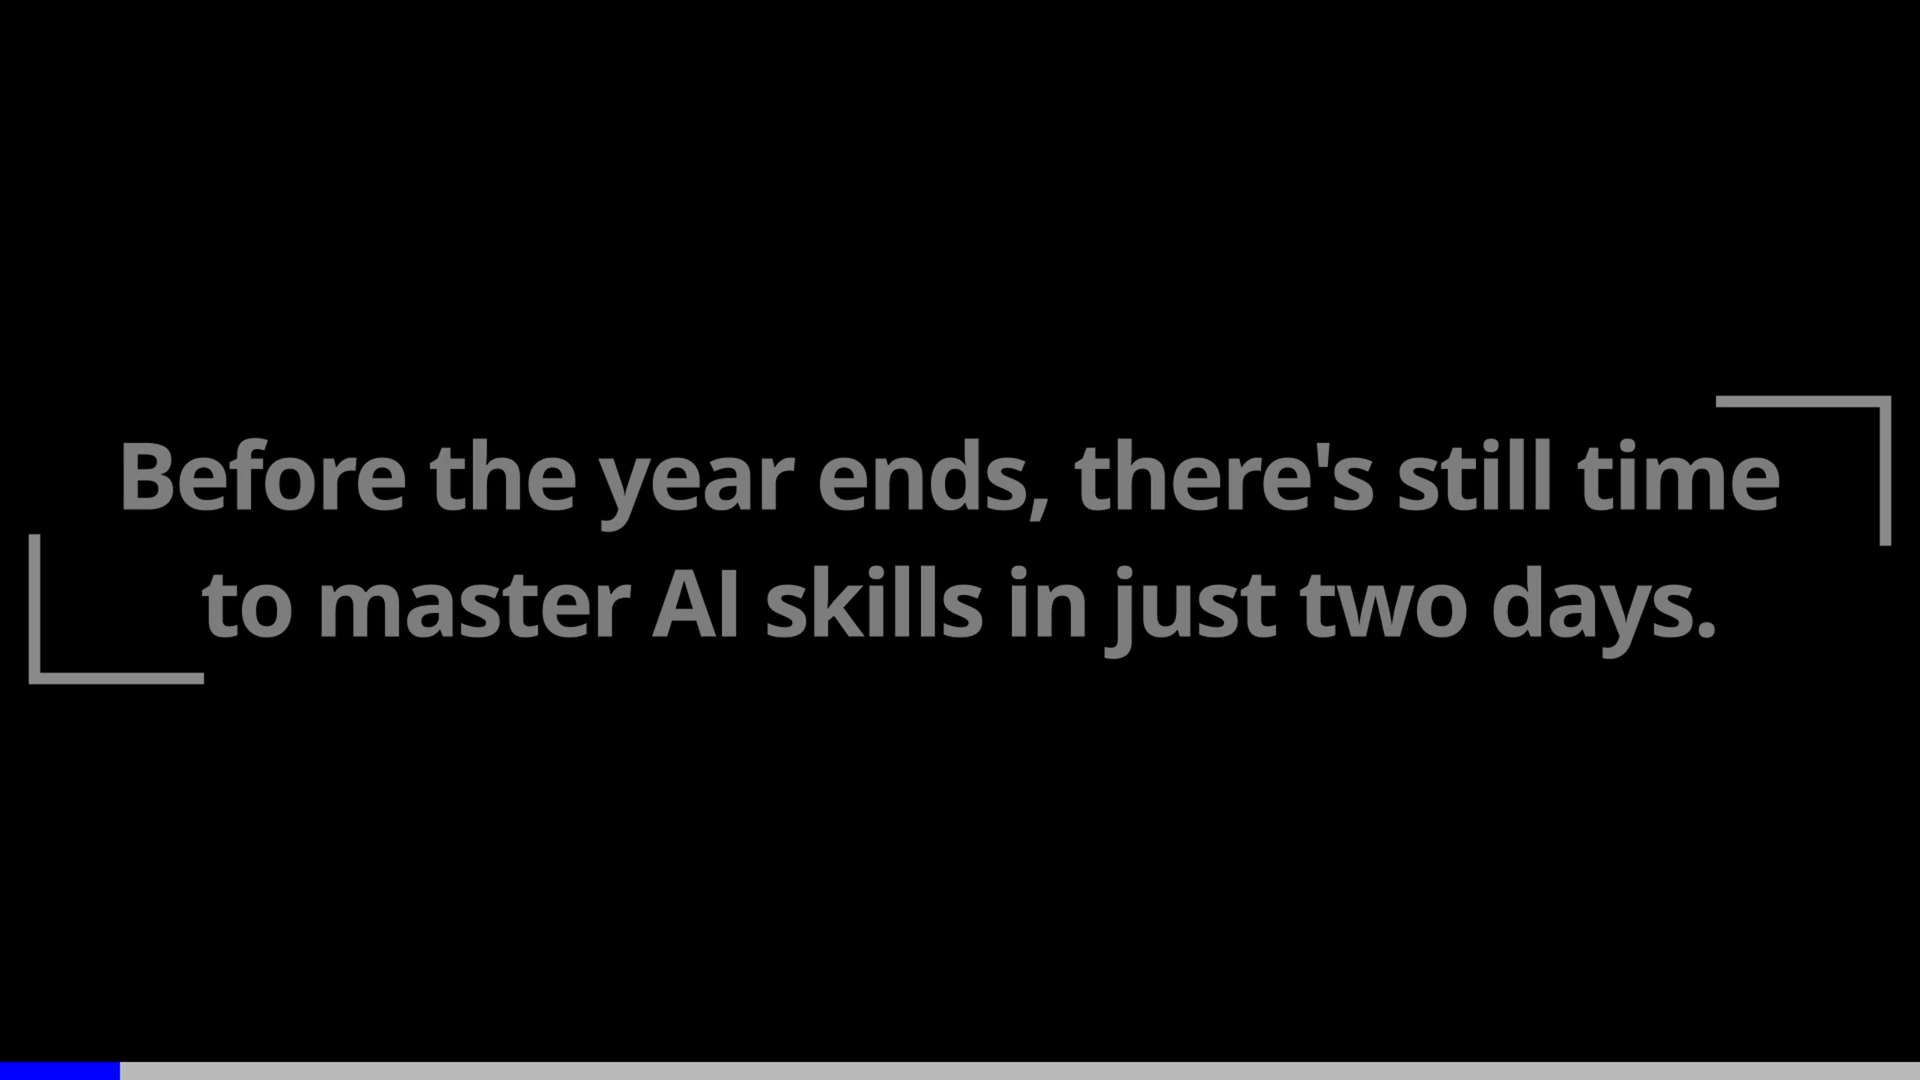 Before the year ends, there's still time
to master AI skills in just two days.